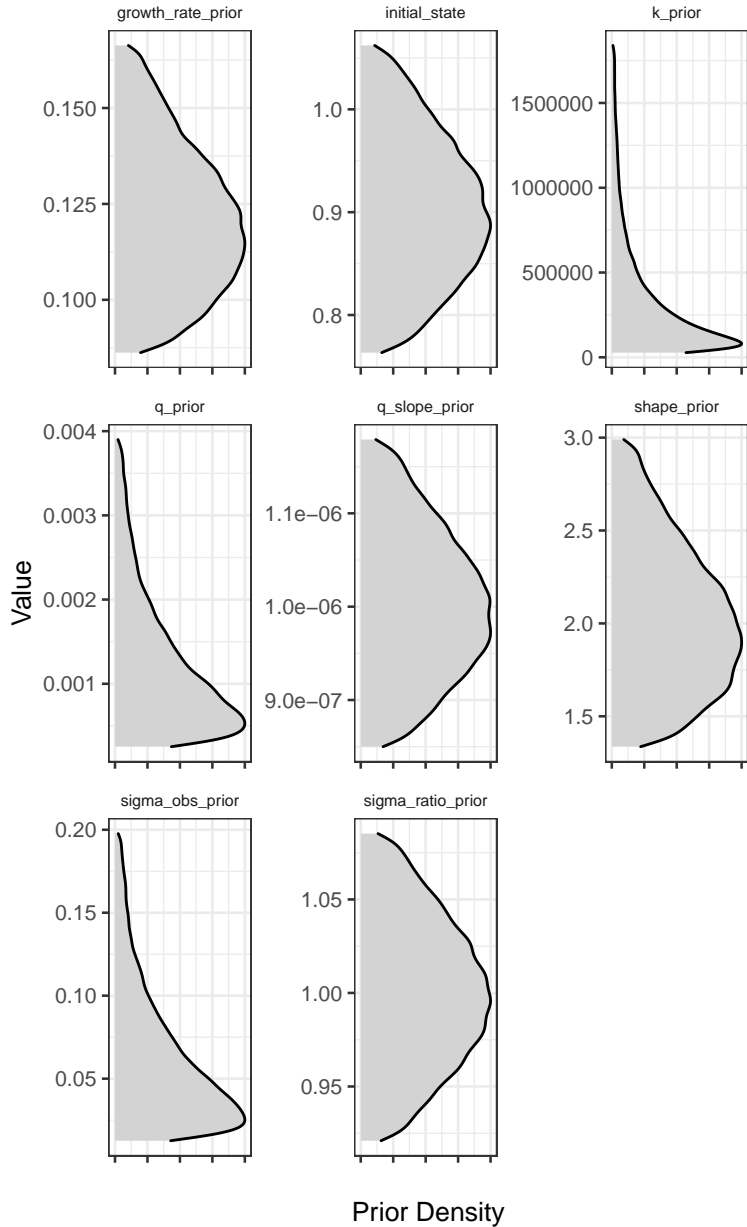 growth_rate_prior
initial_state
k_prior
0.150
0.125
0.100
1.0
0.9
0.8
1500000
1000000
500000
0
q_prior
q_slope_prior
shape_prior
0.004
0.003
0.002
0.001
1.1e−06
1.0e−06
9.0e−07
3.0
2.5
2.0
1.5
sigma_obs_prior
sigma_ratio_prior
0.20
0.15
0.10
0.05
1.05
1.00
0.95
Value
Prior Density